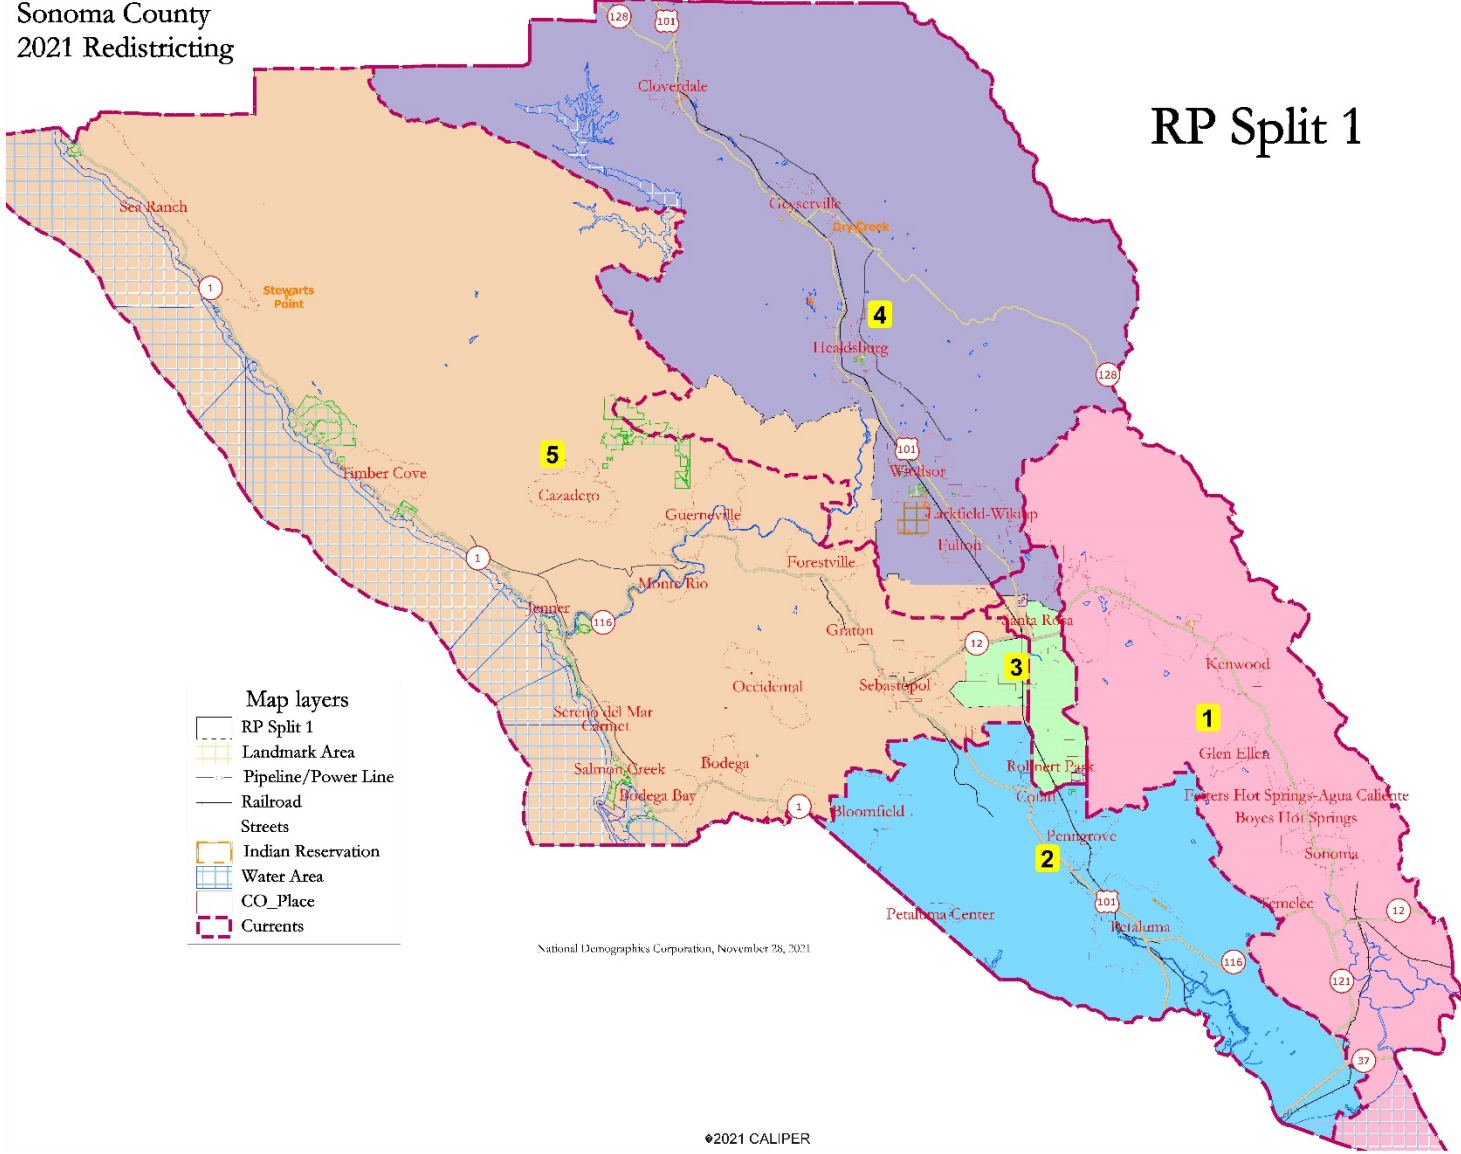 Sonoma County
2021 Redistricting
RP Split 1
128
101
Cloverdale
Sea Ranch
Geyserville
Dry Creek
1
Stewarts
Point
4
Healdsburg
128
5
101
Windsor
Timber Cove
Cazadero
Guerneville
Larkfield-Wikiup
Fulton
1
Forestville
Monte Rio
Jenner
116
Santa Rosa
Graton
12
3
Kenwood
Occidental
Sebastopol
Map layers
RP Split 1
Landmark Area
Pipeline/Power Line
Railroad
Streets
Indian Reservation
Water Area
CO_Place
Currents
Sereno del Mar
Carmet
1
Glen Ellen
Salmon Creek
Bodega
Rohnert Park
Bodega Bay
1
Bloomfield
Cotati
Fetters Hot Springs-Agua Caliente
Boyes Hot Springs
Penngrove
2
Sonoma
Petaluma Center
101
Petaluma
Temelec
12
116
121
37
National Demographics Corporation, November 28, 2021
�2021 CALIPER